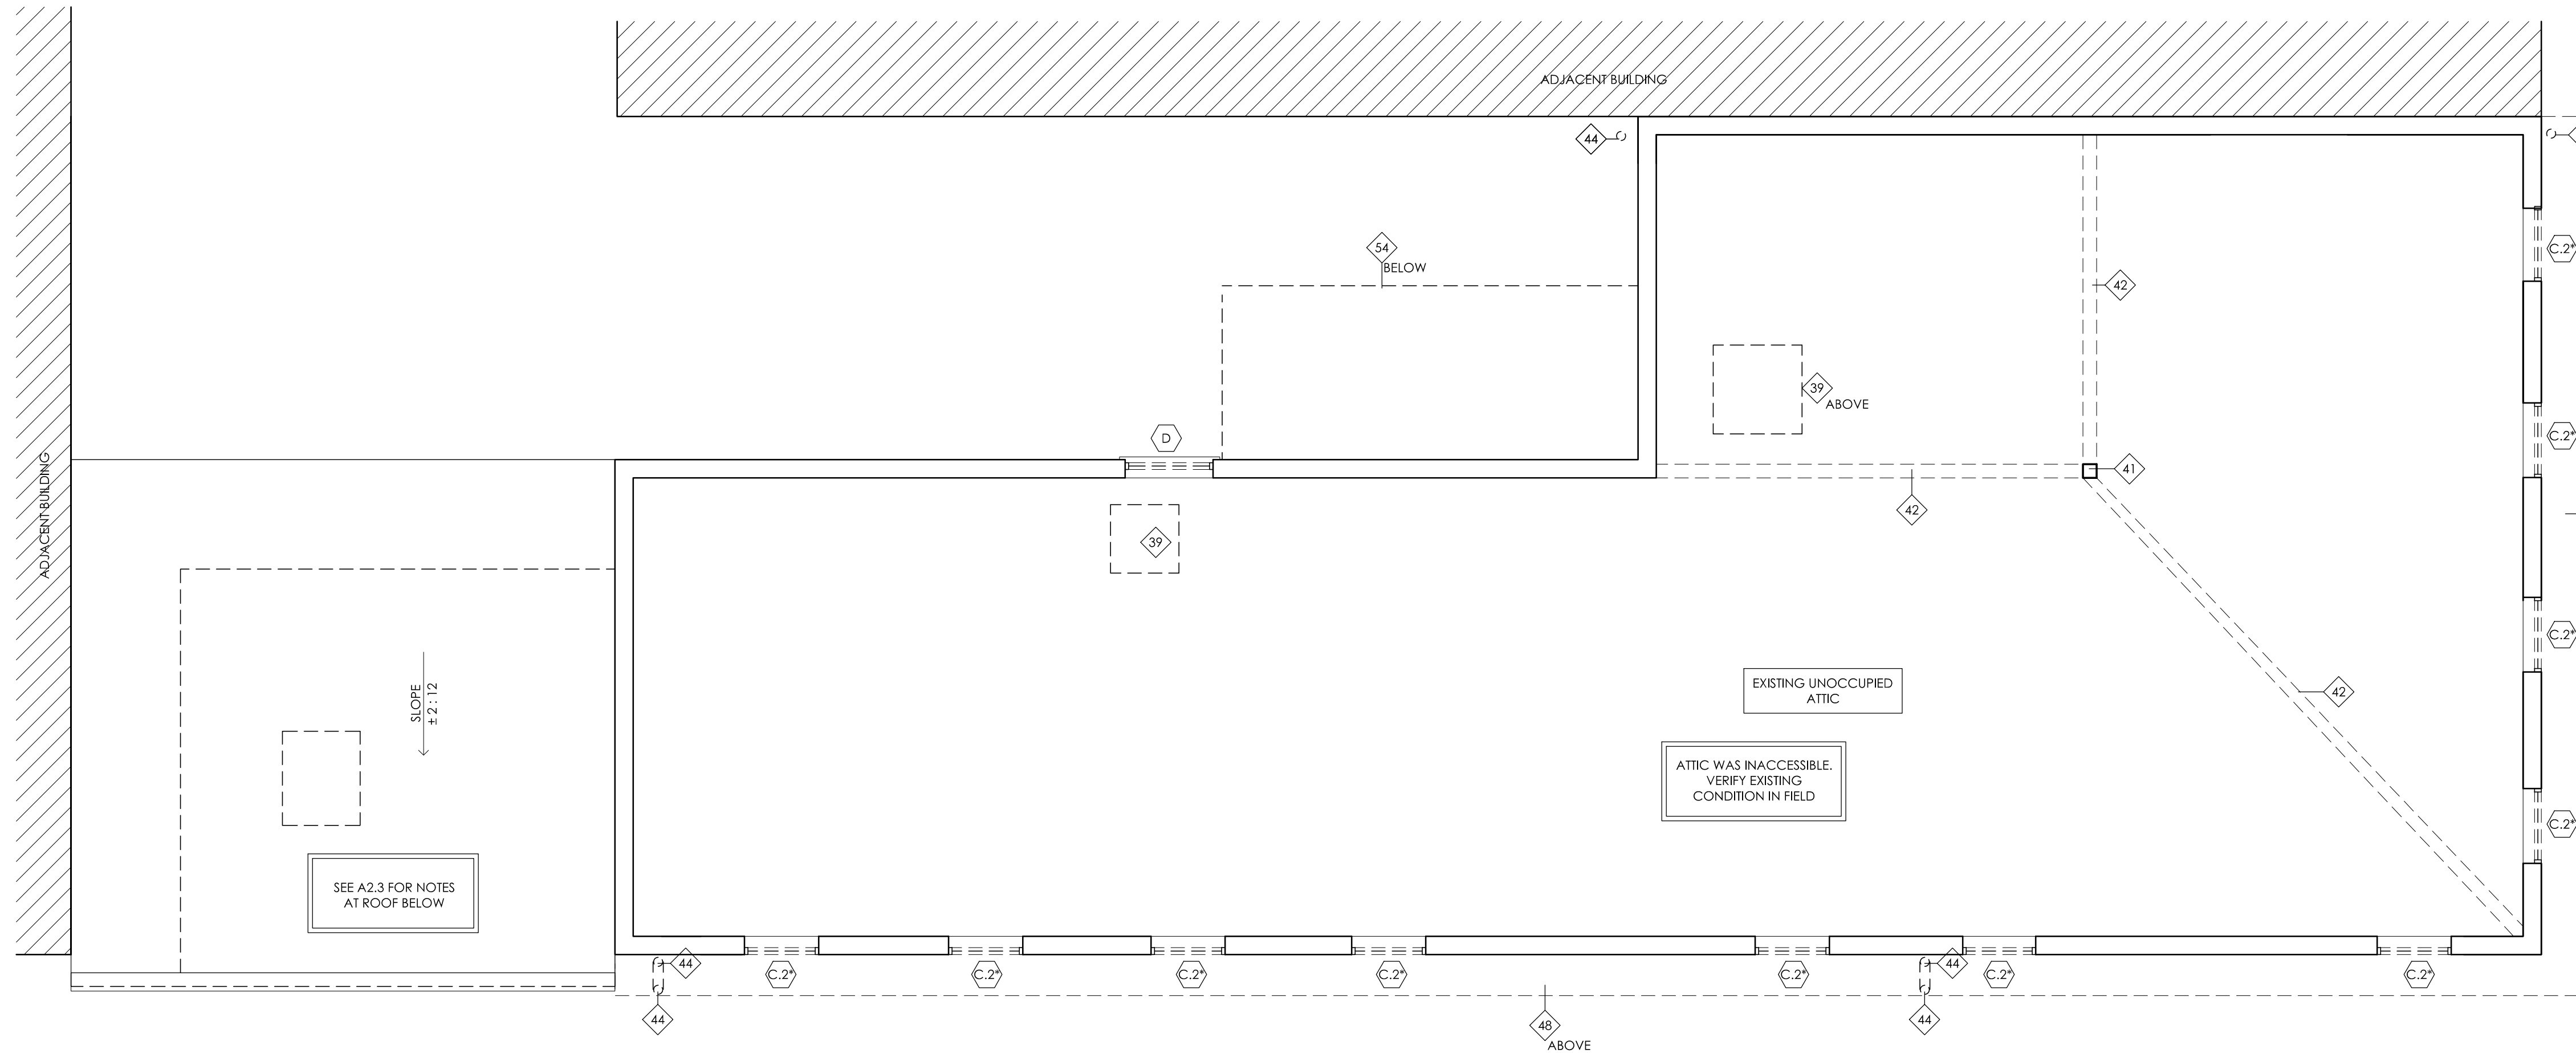 ADJACENT BUILDING
44
54
BELOW
C.2*
42
39
ABOVE
C.2*
D
41
ADJACENT BUILDING
42
39
C.2*
EXISTING UNOCCUPIED
ATTIC
42
SLOPE
± 2 : 12
ATTIC WAS INACCESSIBLE.
VERIFY EXISTING
CONDITION IN FIELD
C.2*
SEE A2.3 FOR NOTES
AT ROOF BELOW
44
44
C.2*
C.2*
C.2*
C.2*
C.2*
C.2*
C.2*
44
48
44
ABOVE